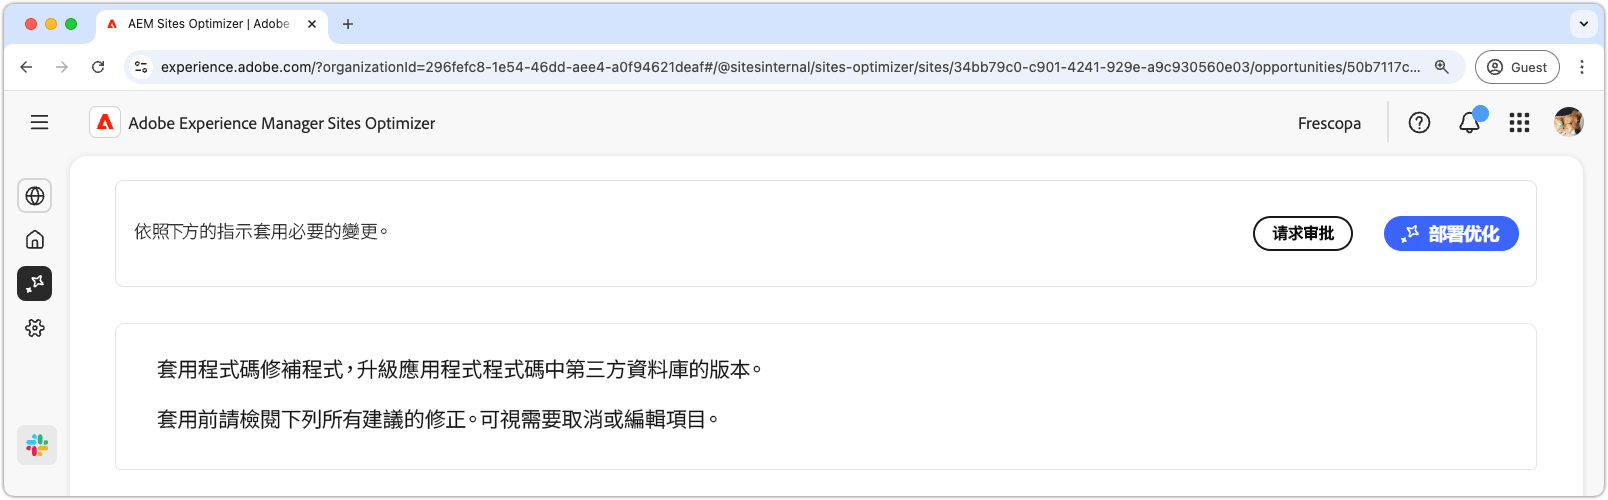 AEM Sites Optimizer | Adobe
experience.adobe.com/?organizationId=296fefc8-1e54-46dd-aee4-a0f94621deaf#/@sitesinternal/sites-optimizer/sites/34bb79c0-c901-4241-929e-a9c930560e03/opportunities/50b7117c...
Guest
Adobe Experience Manager Sites Optimizer
Frescopa
依照下方的指示套用必要的變更。
请求审批
部署优化
套用程式碼修補程式，升級應用程式程式碼中第三方資料庫的版本。
套用前請檢閱下列所有建議的修正。可視需要取消或編輯項目。